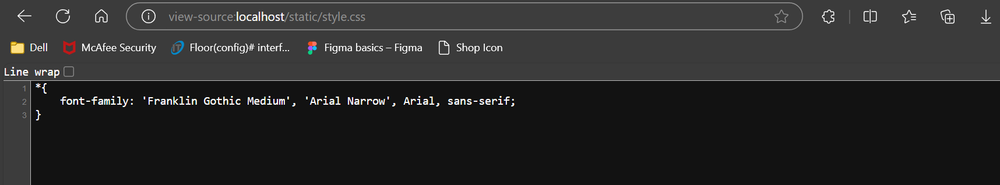 view-source:localhost/static/style.css
Dell McAfee Security Floor(config)# interf... Figma basics – Figma Shop Icon
Line wrap
1 *{
2 font-family: 'Franklin Gothic Medium', 'Arial Narrow', Arial, sans-serif;
3 }